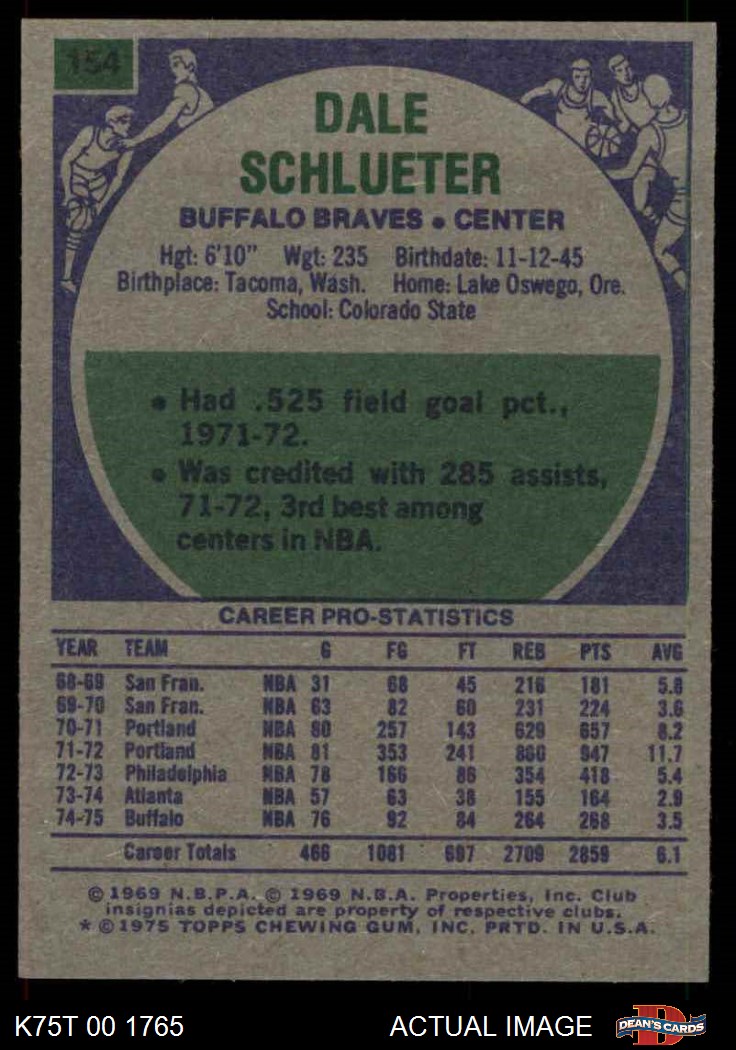 154
DALE
SCHLUETER
BUFFALO BRAVES • CENTER
Hgt: 6'10" Wgt: 235 Birthdate: 11-12-45
Birthplace: Tacoma, Wash. Home: Lake Oswego, Ore.
School: Colorado State
• Had .525 field goal pct.,
1971-72.
• Was credited with 285 assists,
71-72, 3rd best among
centers in NBA.
CAREER PRO-STATISTICS
YEAR TEAM G FG FT REB PTS AVG
68-69 San Fran. NBA 31 68 45 216 181 5.8
69-70 San Fran. NBA 63 82 60 231 224 3.6
70-71 Portland NBA 80 257 143 629 657 8.2
71-72 Portland NBA 81 353 241 860 947 11.7
72-73 Philadelphia NBA 78 166 86 354 418 5.4
73-74 Atlanta NBA 57 63 38 155 164 2.9
74-75 Buffalo NBA 76 92 84 264 268 3.5
Career Totals 466 1081 697 2709 2859 6.1
© 1969 N.B.P.A. © 1969 N.B.A. Properties, Inc. Club
insignias depicted are property of respective clubs.
* © 1975 TOPPS CHEWING GUM, INC. PRTD. IN U.S.A.
K75T 00 1765 ACTUAL IMAGE DEAN'S CARDS